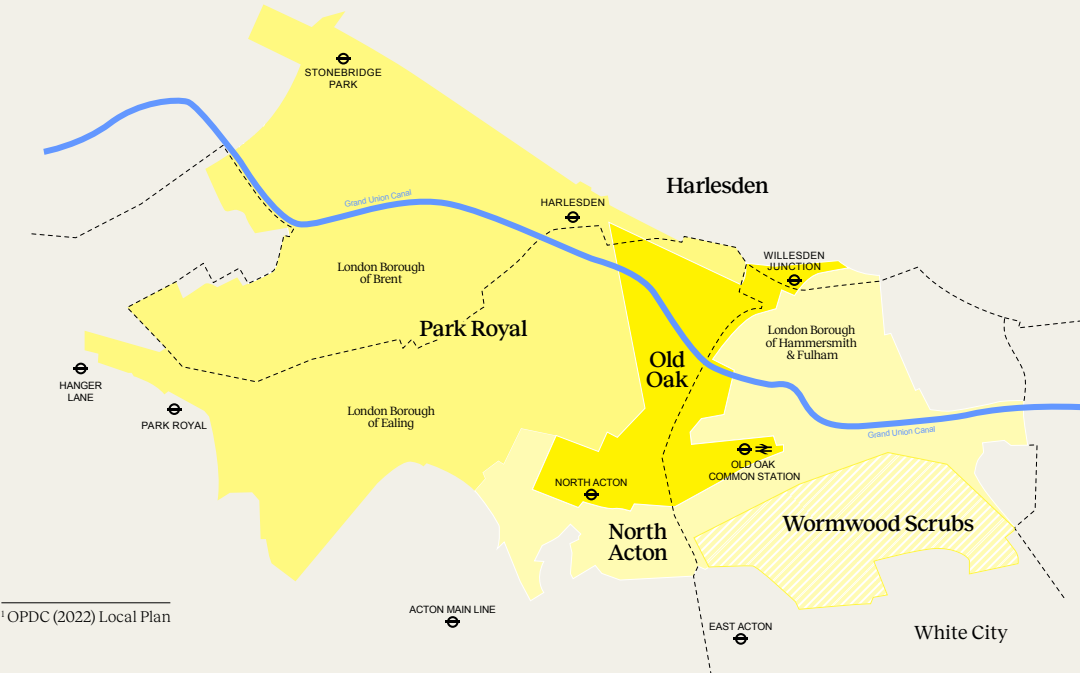 STONEBRIDGE
PARK
Harlesden
Grand Union Canal
HARLESDEN
WILLESDEN
JUNCTION
London Borough
of Brent
Park Royal
London Borough
of Hammersmith
& Fulham
Old
Oak
HANGER
LANE
PARK ROYAL
London Borough
of Ealing
Grand Union Canal
OLD OAK
COMMON STATION
NORTH ACTON
Wormwood Scrubs
North
Acton
ACTON MAIN LINE
EAST ACTON
White City
¹ OPDC (2022) Local Plan